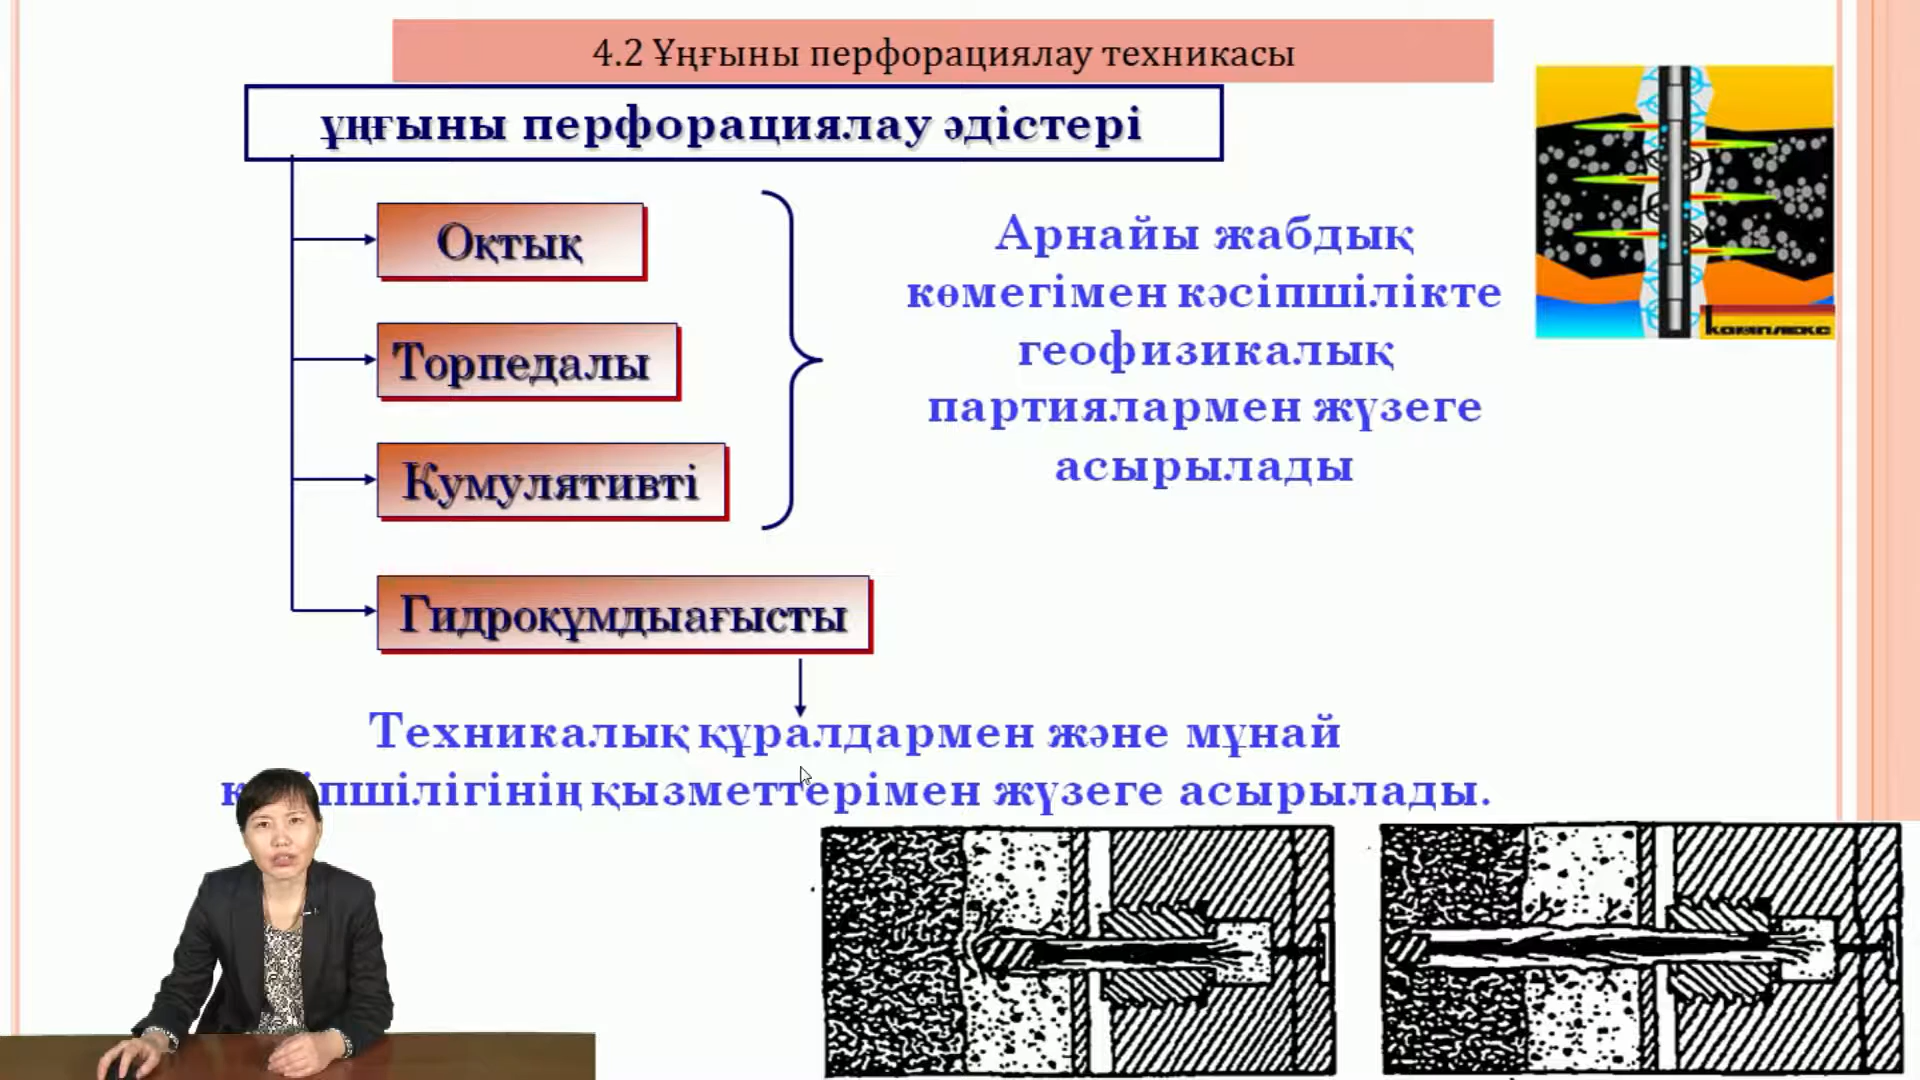 4.2 Ұңғыны перфорациялау техникасы
ұңғыны перфорациялау әдістері
Оқтық
Торпедалы
Кумулятивті
Гидроқұмдыағысты
Арнайы жабдық
көмегімен кәсіпшілікте
геофизикалық
партиялармен жүзеге
асырылады
комплекс
Техникалық құралдармен және мұнай
қызметтерімен жүзеге асырылады.